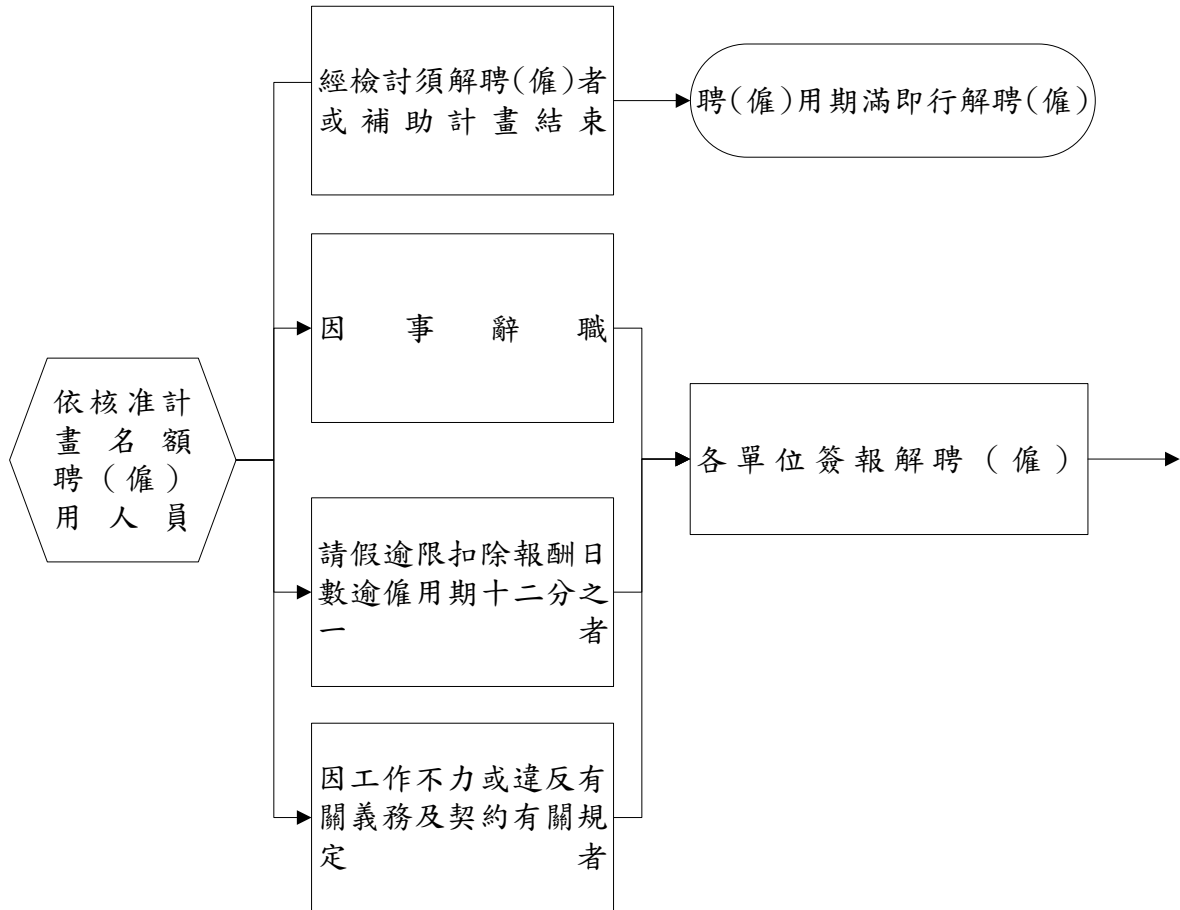 經檢討須解聘(僱)者
或補助計畫結束
聘(僱)用期滿即行解聘(僱)
因事辭職
依核准計
畫名額
聘(僱)
用人員
各單位簽報解聘(僱)
請假逾限扣除報酬日
數逾僱用期十二分之
一者
因工作不力或違反有
關義務及契約有關規
定者